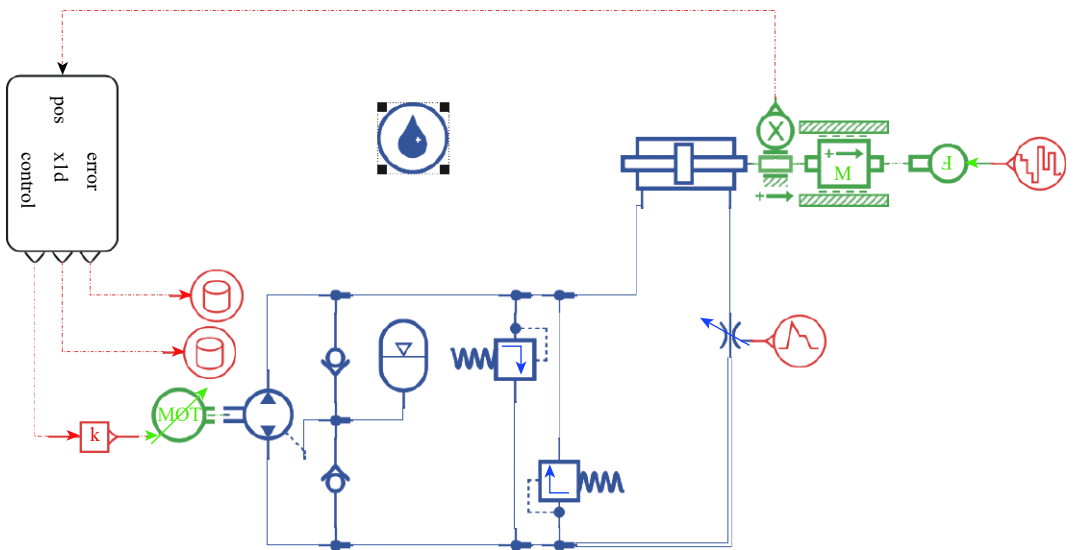 error
pos x1d
control
X
M
F
MOT
k